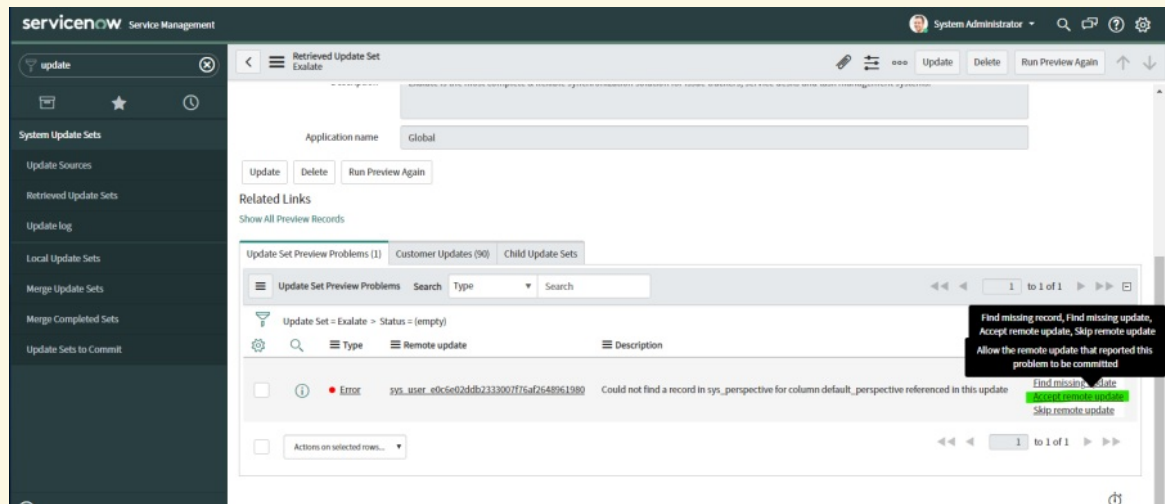 servicenow Service Management
System Administrator
update
System Update Sets
Update Sources
Retrieved Update Sets
Update log
Local Update Sets
Merge Update Sets
Merge Completed Sets
Update Sets to Commit
Retrieved Update Set
Exalate
Update Delete Run Preview Again
Application name Global
Update Delete Run Preview Again
Related Links
Show All Preview Records
Update Set Preview Problems (1) Customer Updates (90) Child Update Sets
Update Set Preview Problems Search Type Search 1 to 1 of 1
Update Set = Exalate > Status = (empty)
Find missing record, Find missing update,
Accept remote update, Skip remote update
Allow the remote update that reported this
problem to be committed
Type Remote update Description
Error sys_user_e0c6e02ddb2333007f76af2648961980 Could not find a record in sys_perspective for column default_perspective referenced in this update
Find missing update
Accept remote update
Skip remote update
Actions on selected rows... 1 to 1 of 1